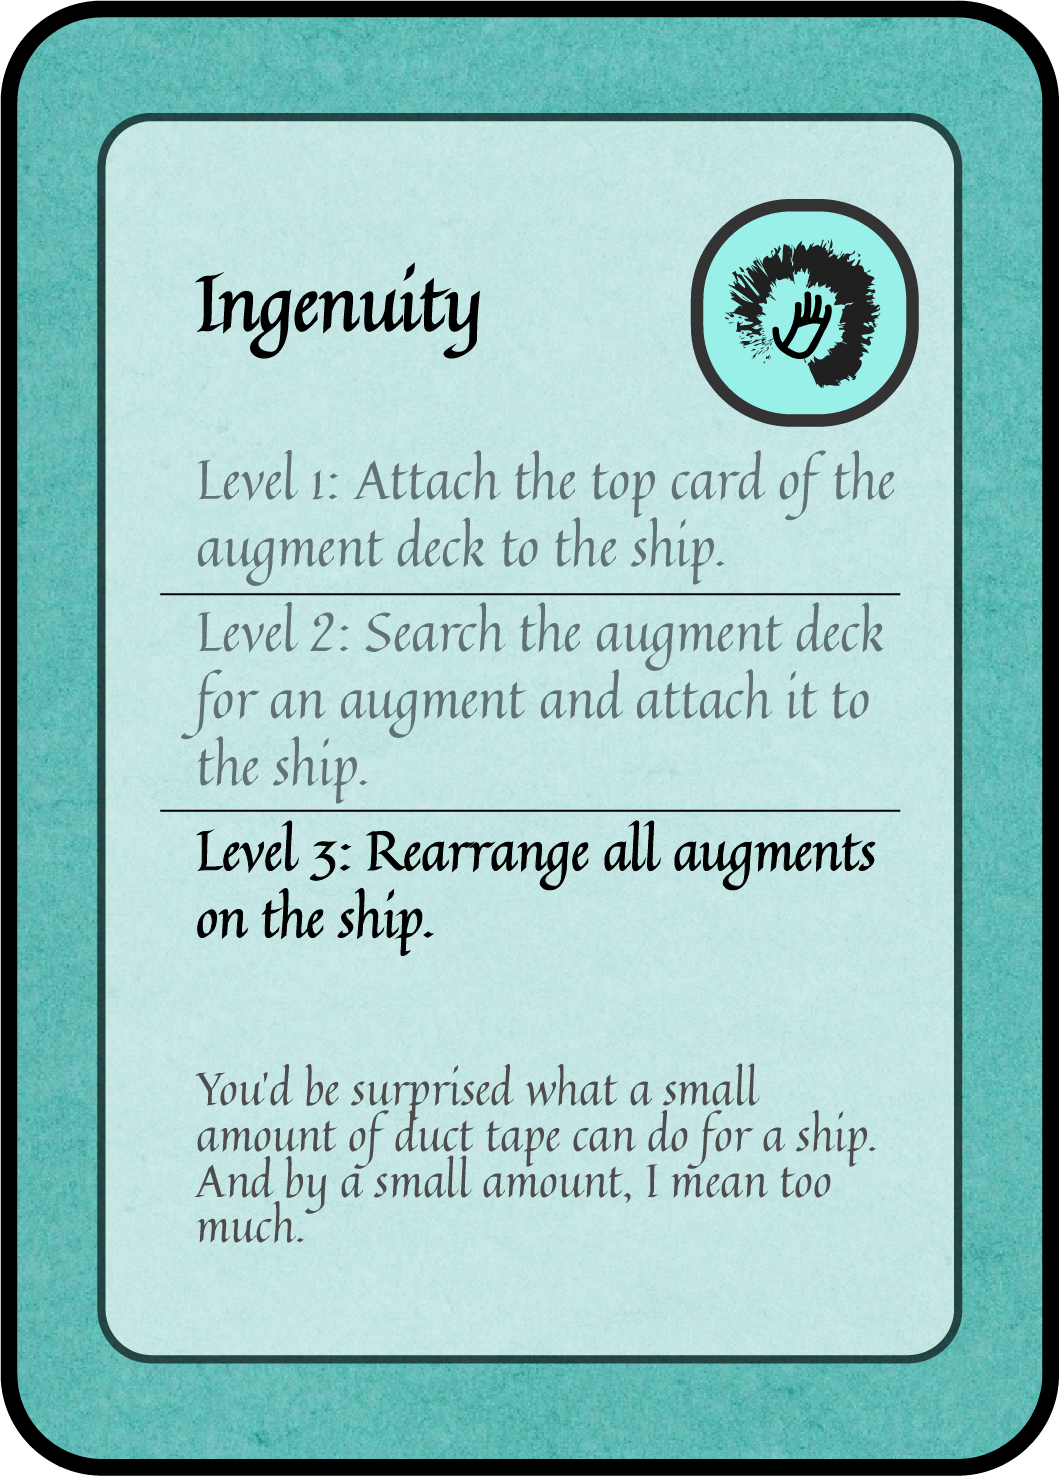 Ingenuity
Level 1: Attach the top card of the
augment deck to the ship.
Level 2: Search the augment deck
for an augment and attach it to
the ship.
Level 3: Rearrange all augments
on the ship.
You'd be surprised what a small
amount of duct tape can do for a ship.
And by a small amount, I mean too
much.